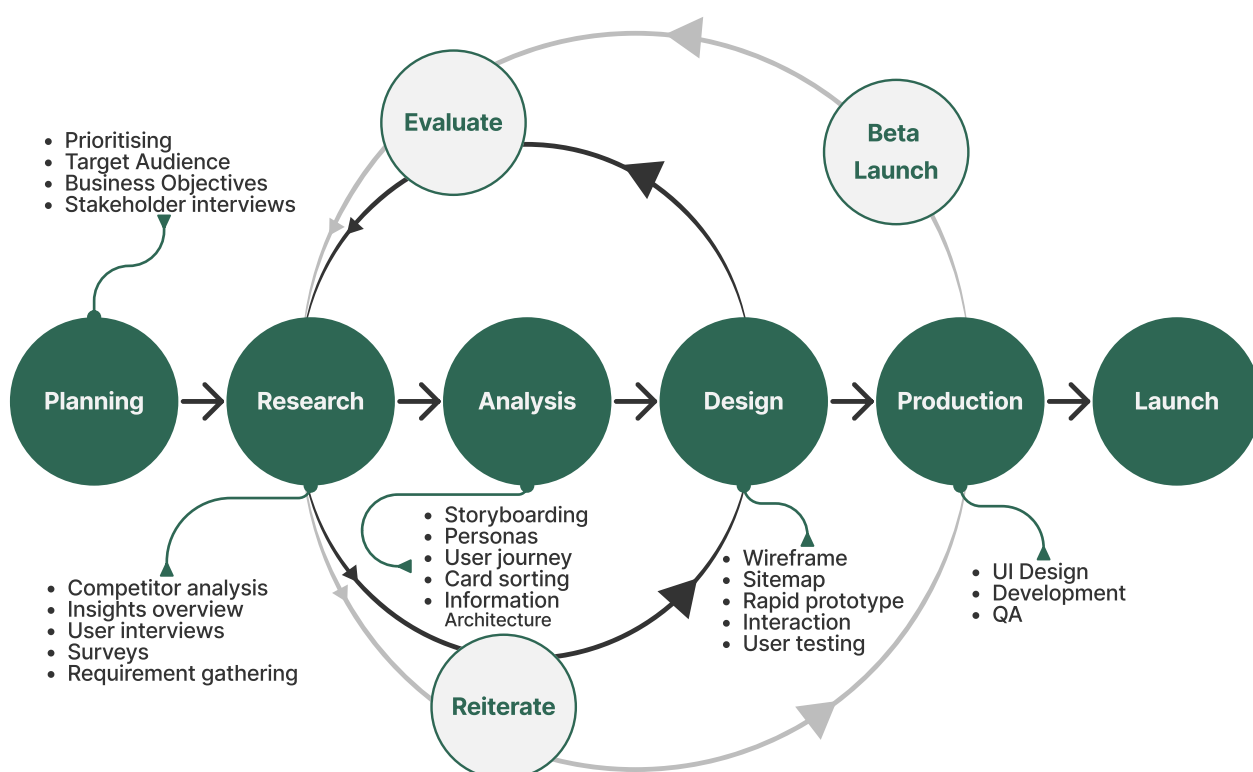 Evaluate
Beta
Launch
• Prioritising
• Target Audience
• Business Objectives
• Stakeholder interviews
Planning
Research
Analysis
Design
Production
Launch
• Competitor analysis
• Insights overview
• User interviews
• Surveys
• Requirement gathering
• Storyboarding
• Personas
• User journey
• Card sorting
• Information
Architecture
• Wireframe
• Sitemap
• Rapid prototype
• Interaction
• User testing
• UI Design
• Development
• QA
Reiterate